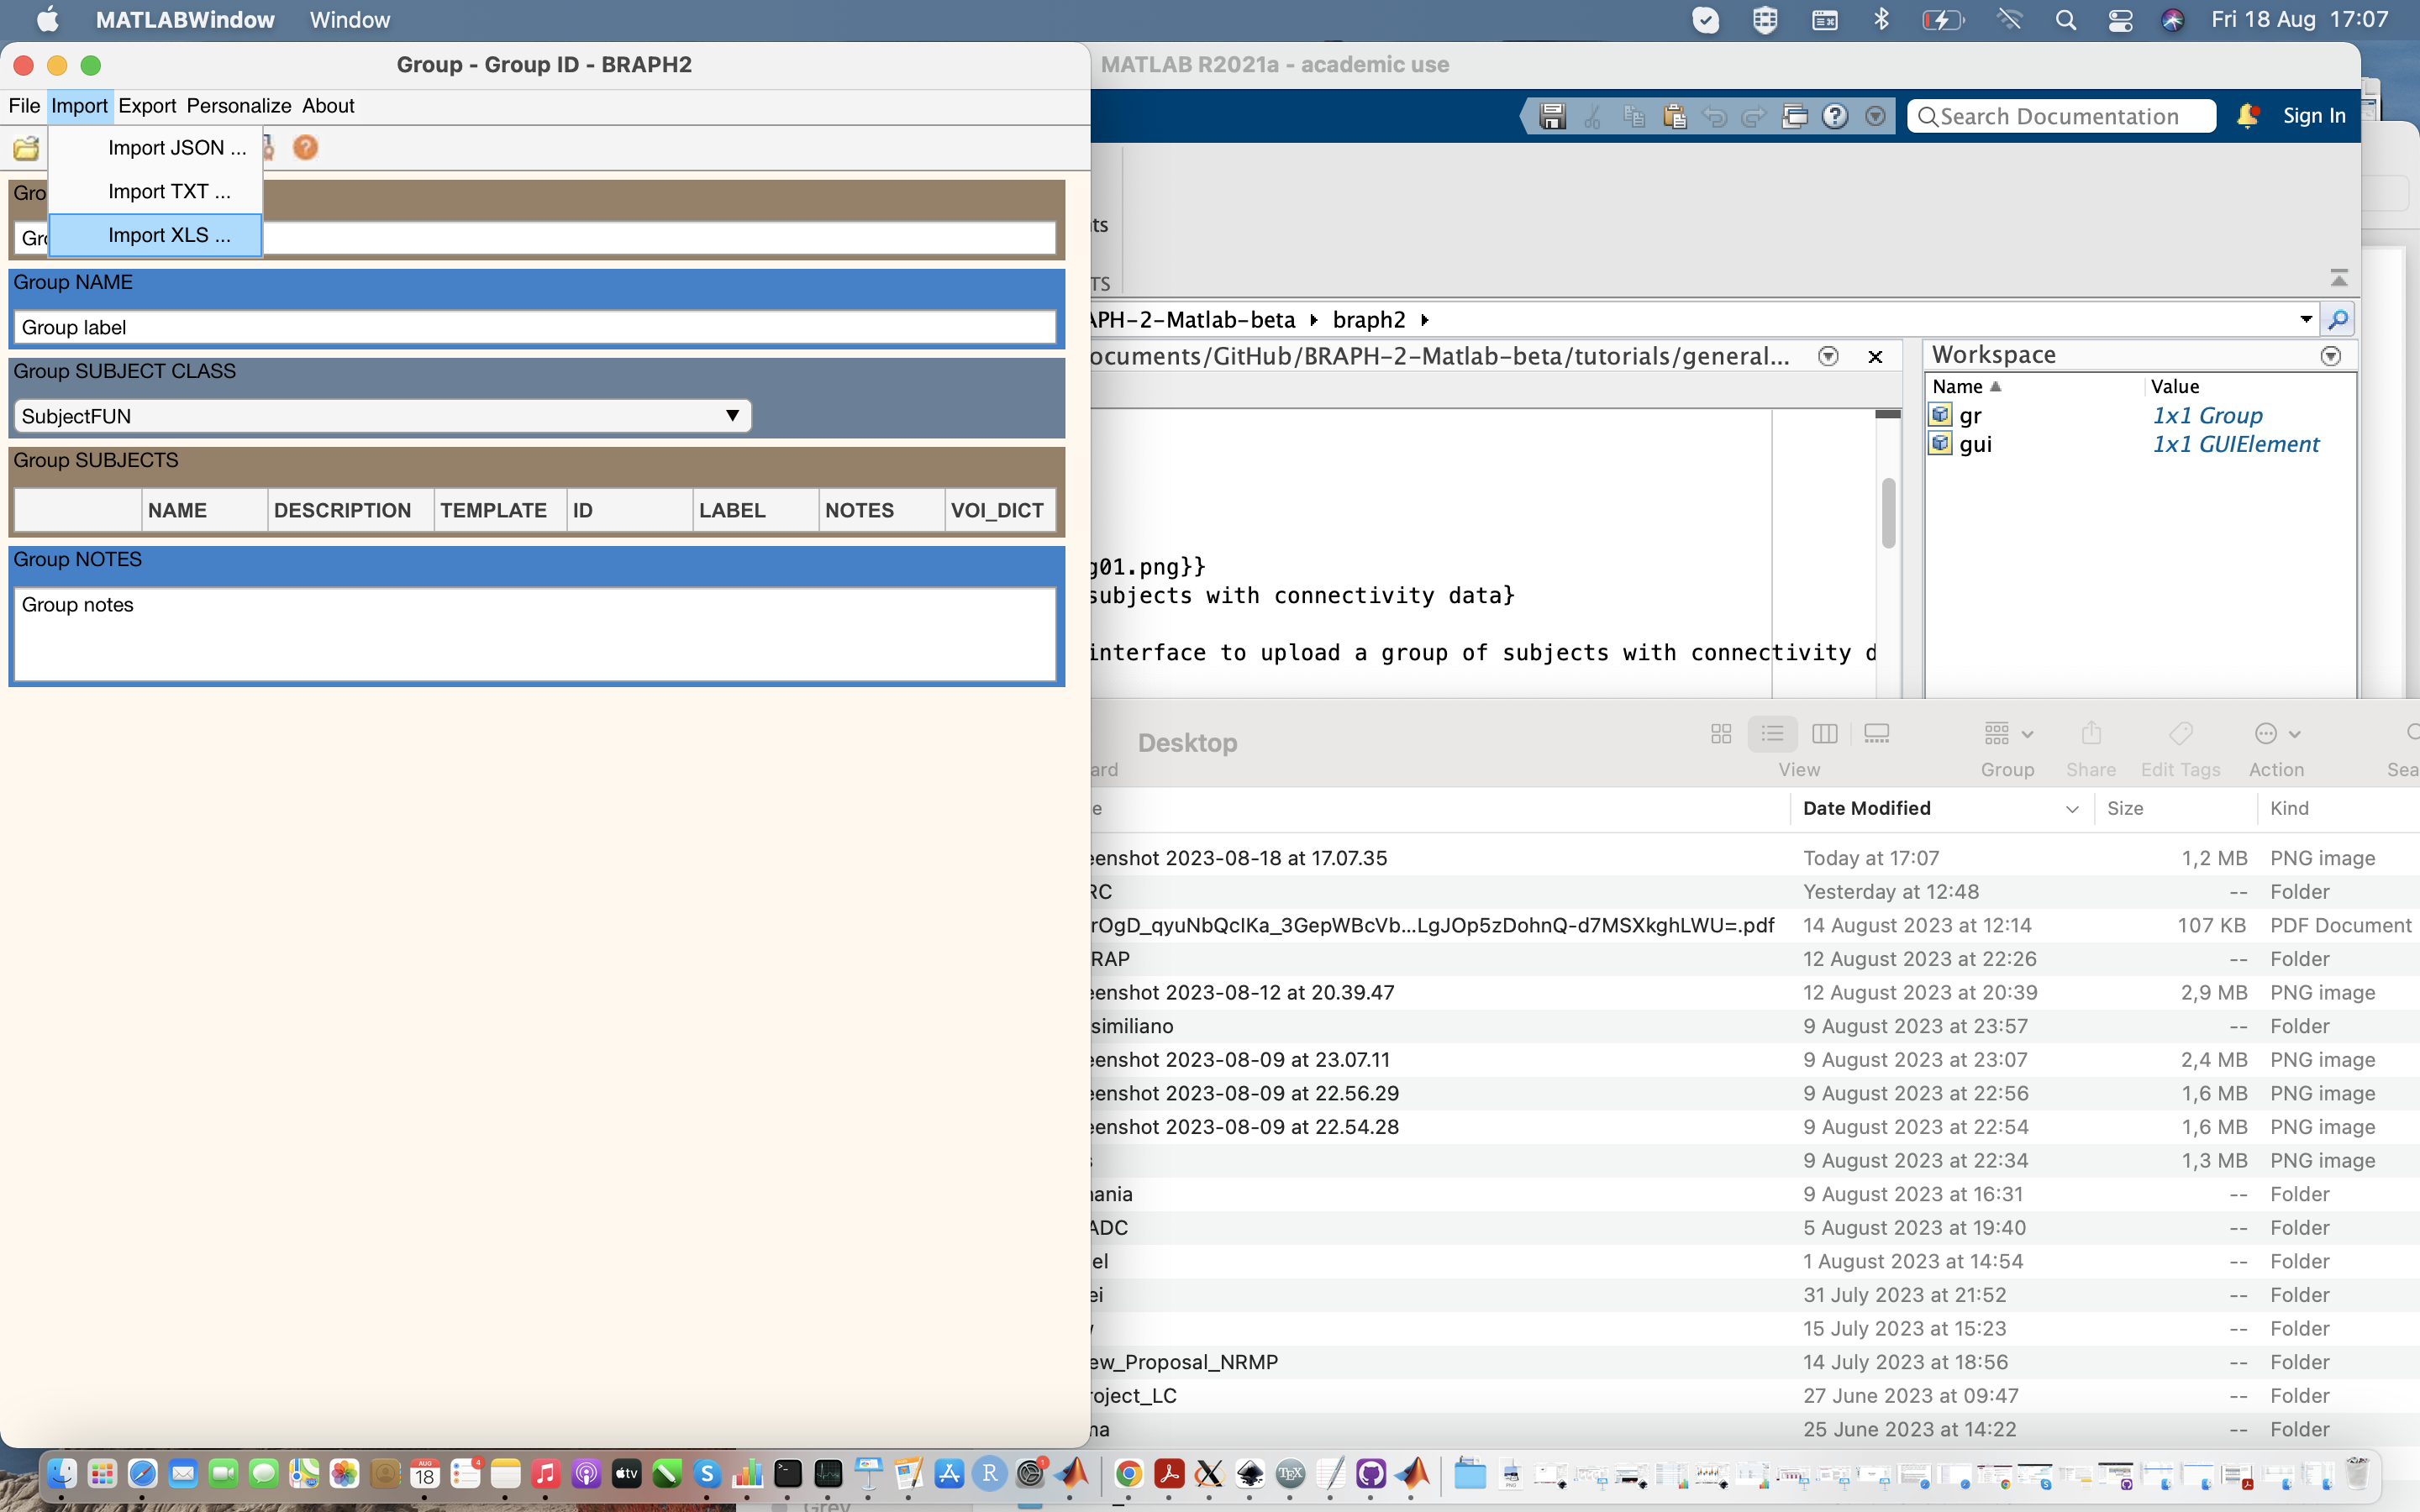 MATLABWindow Window
Fri 18 Aug 17:07
Group - Group ID - BRAPH2
File Import Export Personalize About
Import JSON ...
Import TXT ...
Import XLS ...
Gro
Gro
Group NAME
Group label
Group SUBJECT CLASS
SubjectFUN
Group SUBJECTS
NAME DESCRIPTION TEMPLATE ID LABEL NOTES VOI_DICT
Group NOTES
Group notes
MATLAB R2021a - academic use
Search Documentation
Sign In
ts
TS
APH-2-Matlab-beta ▸ braph2 ▸
ocuments/GitHub/BRAPH-2-Matlab-beta/tutorials/general...
Workspace
Name Value
gr 1x1 Group
gui 1x1 GUIElement
g01.png}}
subjects with connectivity data}
interface to upload a group of subjects with connectivity d
Desktop
ard View Group Share Edit Tags Action Sea
e Date Modified Size Kind
eenshot 2023-08-18 at 17.07.35 Today at 17:07 1,2 MB PNG image
RC Yesterday at 12:48 -- Folder
rOgD_qyuNbQcIKa_3GepWBcVb...LgJOp5zDohnQ-d7MSXkghLWU=.pdf 14 August 2023 at 12:14 107 KB PDF Document
RAP 12 August 2023 at 22:26 -- Folder
eenshot 2023-08-12 at 20.39.47 12 August 2023 at 20:39 2,9 MB PNG image
similiano 9 August 2023 at 23:57 -- Folder
eenshot 2023-08-09 at 23.07.11 9 August 2023 at 23:07 2,4 MB PNG image
eenshot 2023-08-09 at 22.56.29 9 August 2023 at 22:56 1,6 MB PNG image
eenshot 2023-08-09 at 22.54.28 9 August 2023 at 22:54 1,6 MB PNG image
s 9 August 2023 at 22:34 1,3 MB PNG image
ania 9 August 2023 at 16:31 -- Folder
ADC 5 August 2023 at 19:40 -- Folder
el 1 August 2023 at 14:54 -- Folder
ei 31 July 2023 at 21:52 -- Folder
15 July 2023 at 15:23 -- Folder
ew_Proposal_NRMP 14 July 2023 at 18:56 -- Folder
roject_LC 27 June 2023 at 09:47 -- Folder
na 25 June 2023 at 14:22 -- Folder
AUG
18
4
tv
1
TEX
Grey